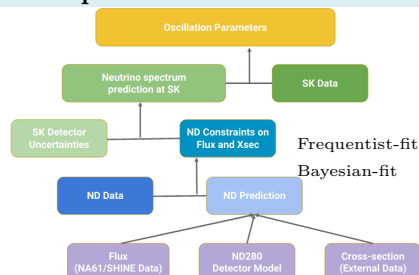 Oscillation Parameters
Neutrino spectrum
prediction at SK
SK Data
SK Detector
Uncertainties
ND Constraints on
Flux and Xsec
Frequentist-fit
Bayesian-fit
ND Data
ND Prediction
Flux
(NA61/SHINE Data)
ND280
Detector Model
Cross-section
(External Data)